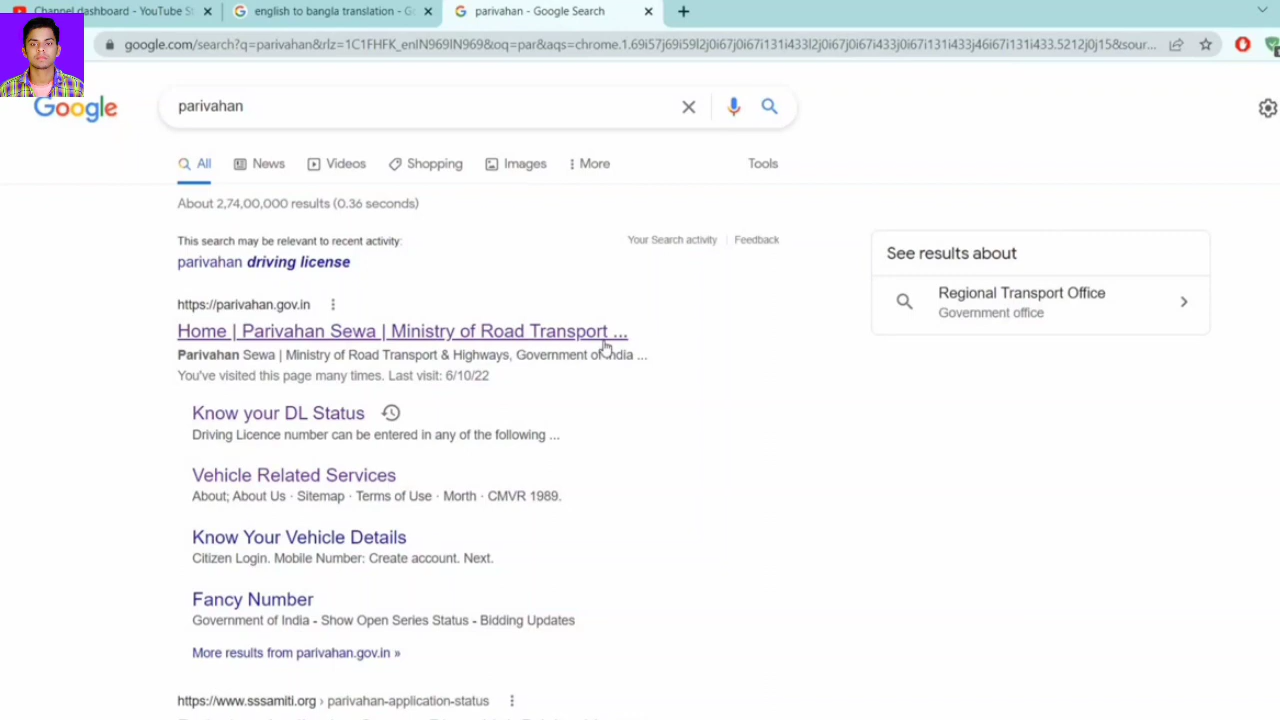 Channel dashboard - YouTube St
english to bangla translation - Go
parivahan - Google Search
google.com/search?q=parivahan&rlz=1C1FHFK_enIN969IN969&oq=par&aqs=chrome.1.69i57j69i59l2j0i67j0i67i131i433l2j0i67j0i67i433j0i67i131i433j46i67i131i433.5212j0j15&sour...
Google
parivahan
All
News
Videos
Shopping
Images
More
Tools
About 2,74,00,000 results (0.36 seconds)
This search may be relevant to recent activity:
Your Search activity
Feedback
parivahan driving license
https://parivahan.gov.in
Home | Parivahan Sewa | Ministry of Road Transport ...
Parivahan Sewa | Ministry of Road Transport & Highways, Government of India ...
You've visited this page many times. Last visit: 6/10/22
Know your DL Status
Driving Licence number can be entered in any of the following ...
Vehicle Related Services
About; About Us · Sitemap · Terms of Use · Morth · CMVR 1989.
Know Your Vehicle Details
Citizen Login. Mobile Number: Create account. Next.
Fancy Number
Government of India - Show Open Series Status - Bidding Updates
More results from parivahan.gov.in »
https://www.sssamiti.org › parivahan-application-status
See results about
Regional Transport Office
Government office